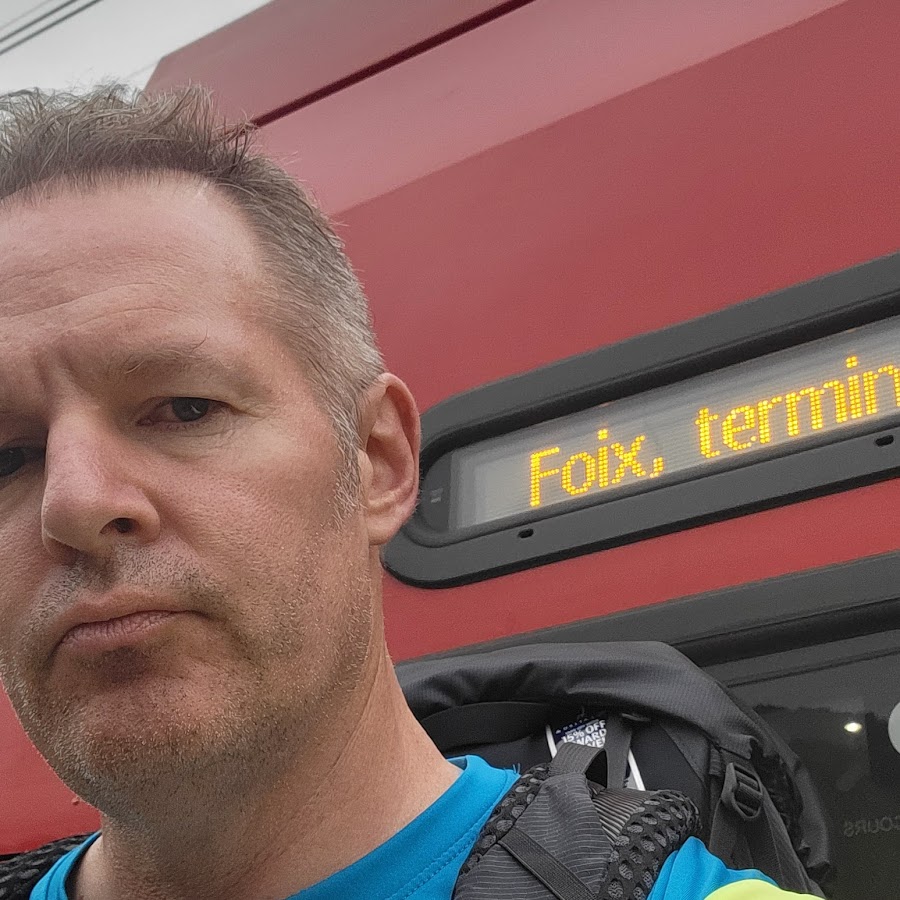 Foix, termin
15% OFF